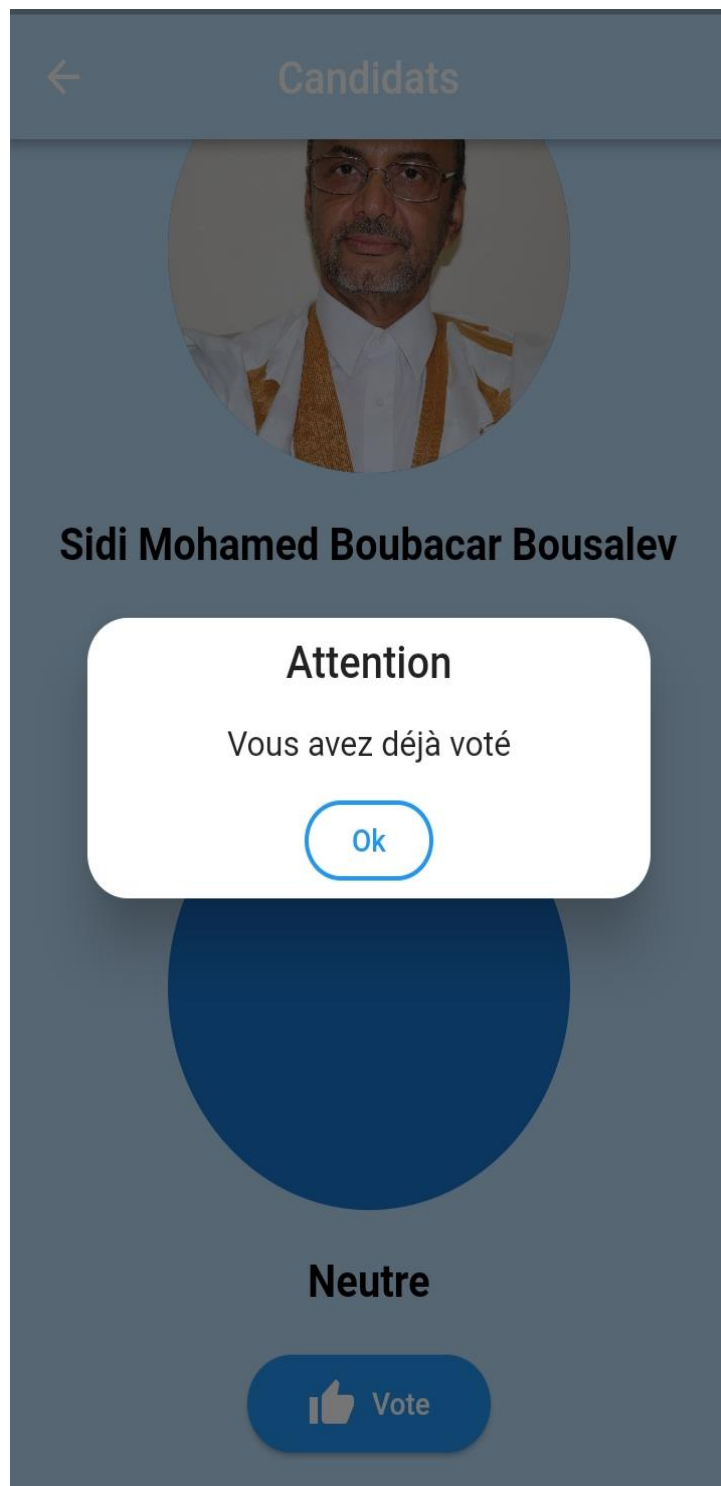 Candidats
Sidi Mohamed Boubacar Bousalev
Attention
Vous avez déjà voté
Ok
Neutre
Vote